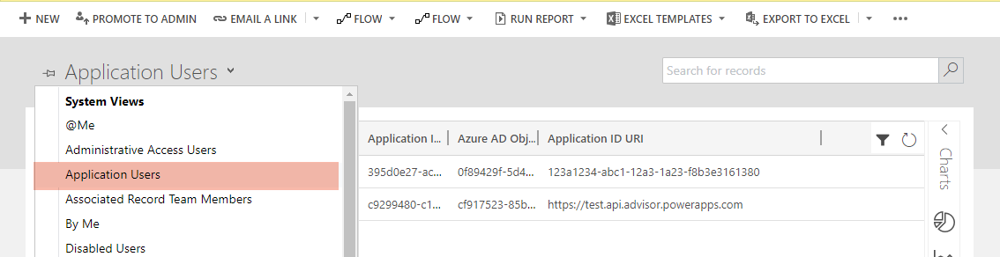 + NEW PROMOTE TO ADMIN EMAIL A LINK FLOW FLOW RUN REPORT EXCEL TEMPLATES EXPORT TO EXCEL •••
Application Users
Search for records
System Views
@Me
Administrative Access Users
Application Users
Associated Record Team Members
By Me
Disabled Users
Application I... Azure AD Obj... Application ID URI
395d0e27-ac... 0f89429f-5d4... 123a1234-abc1-12a3-1a23-f8b3e3161380
c9299480-c1... cf917523-85b... https://test.api.advisor.powerapps.com
Charts